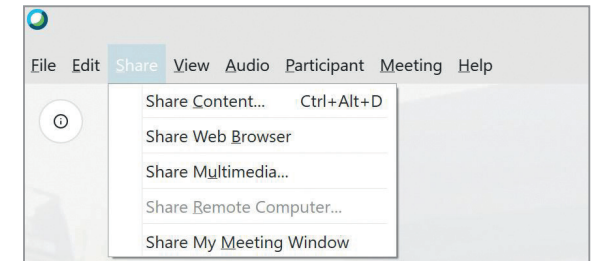 File Edit Share View Audio Participant Meeting Help
Share Content... Ctrl+Alt+D
Share Web Browser
Share Multimedia...
Share Remote Computer...
Share My Meeting Window